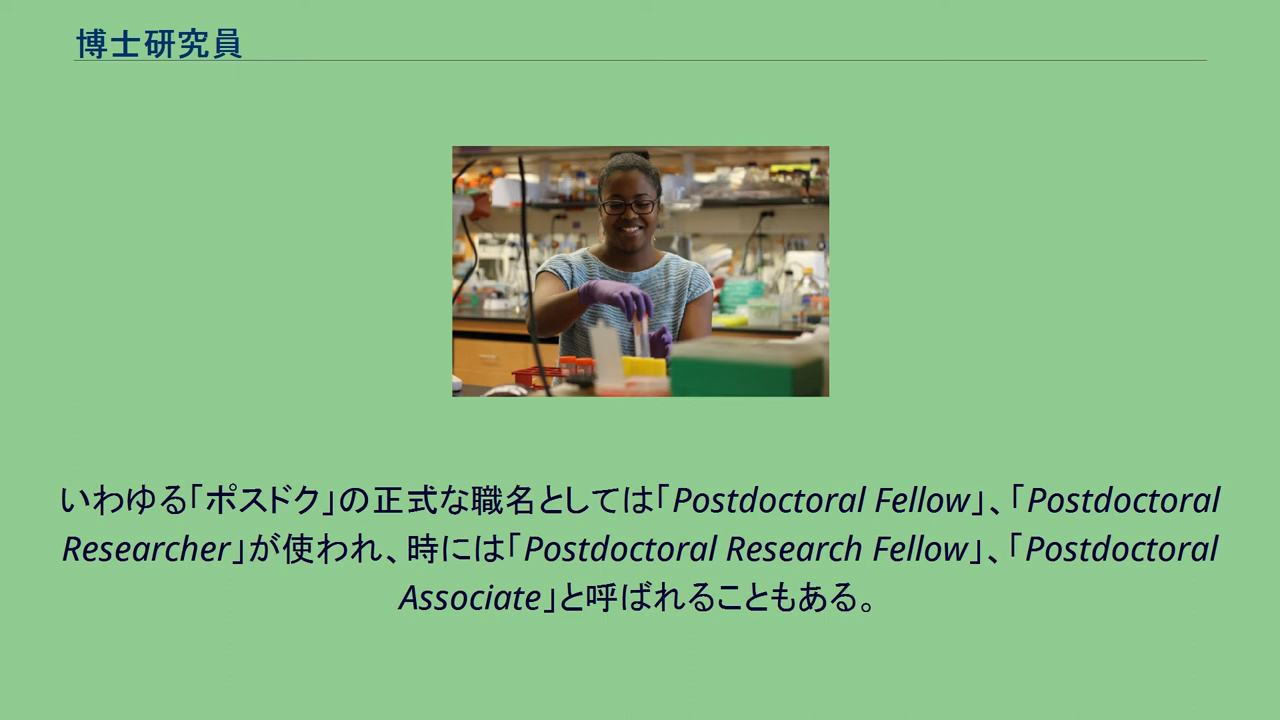 博士研究員
いわゆる「ポスドク」の正式な職名としては「Postdoctoral Fellow」、「Postdoctoral
Researcher」が使われ、時には「Postdoctoral Research Fellow」、「Postdoctoral
Associate」と呼ばれることもある。